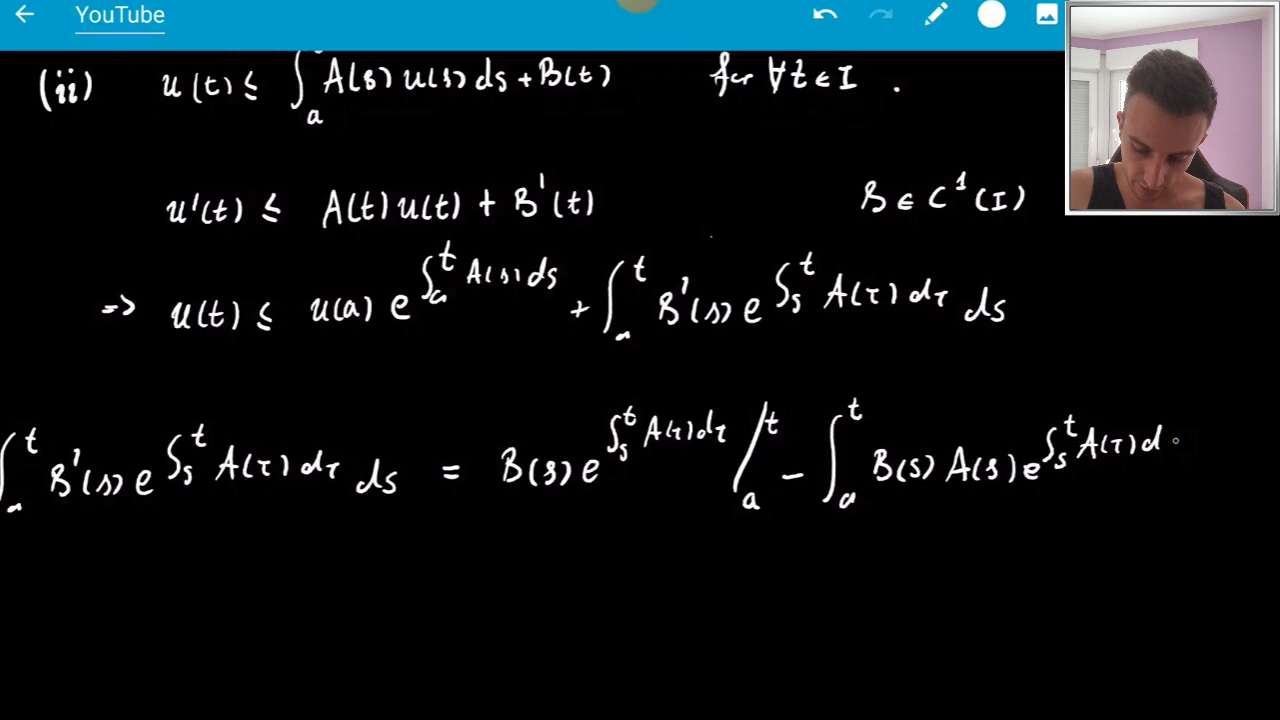 YouTube
(ii) u(t) ≤ ∫_a A(s) u(s) ds + B(t) for ∀t ∈ I .
u'(t) ≤ A(t) u(t) + B'(t) B ∈ C^1(I)
=> u(t) ≤ u(a) e^{∫_a^t A(s) ds} + ∫_a^t B'(s) e^{∫_s^t A(τ) dτ} ds
∫_a^t B'(s) e^{∫_s^t A(τ) dτ} ds = B(s) e^{∫_s^t A(τ) dτ} /_a^t - ∫_a^t B(s) A(s) e^{∫_s^t A(τ) d